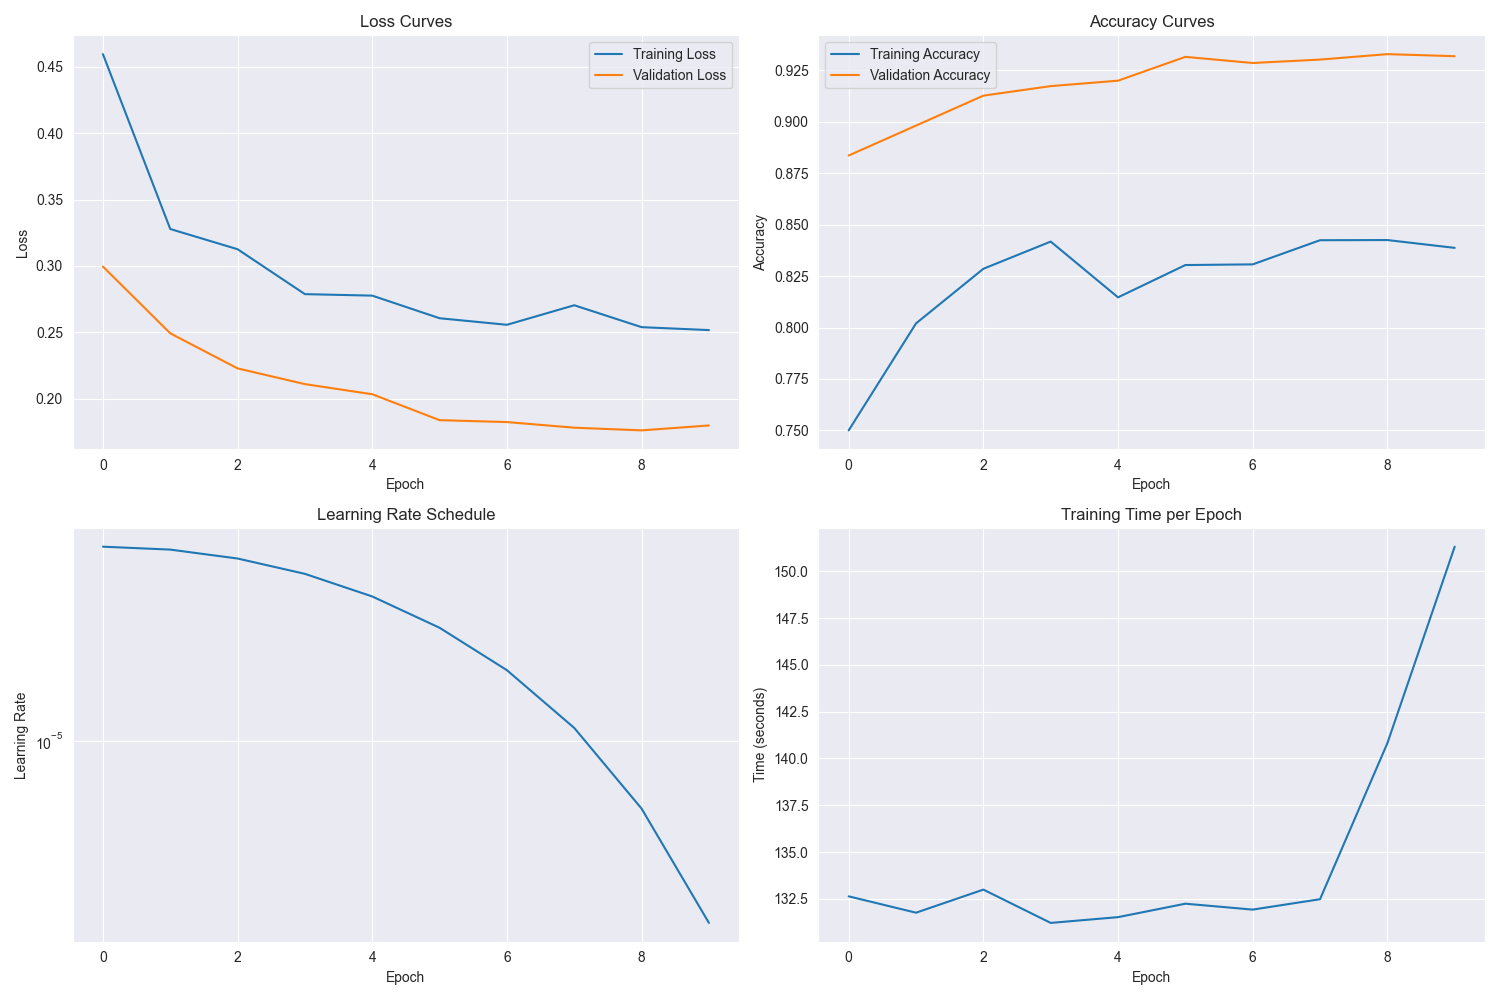 Loss Curves
Training Loss
Validation Loss
0.45
0.40
0.35
0.30
0.25
0.20
Loss
0 2 4 6 8
Epoch
Accuracy Curves
Training Accuracy
Validation Accuracy
0.925
0.900
0.875
0.850
0.825
0.800
0.775
0.750
Accuracy
0 2 4 6 8
Epoch
Learning Rate Schedule
10⁻⁵
Learning Rate
0 2 4 6 8
Epoch
Training Time per Epoch
150.0
147.5
145.0
142.5
140.0
137.5
135.0
132.5
Time (seconds)
0 2 4 6 8
Epoch